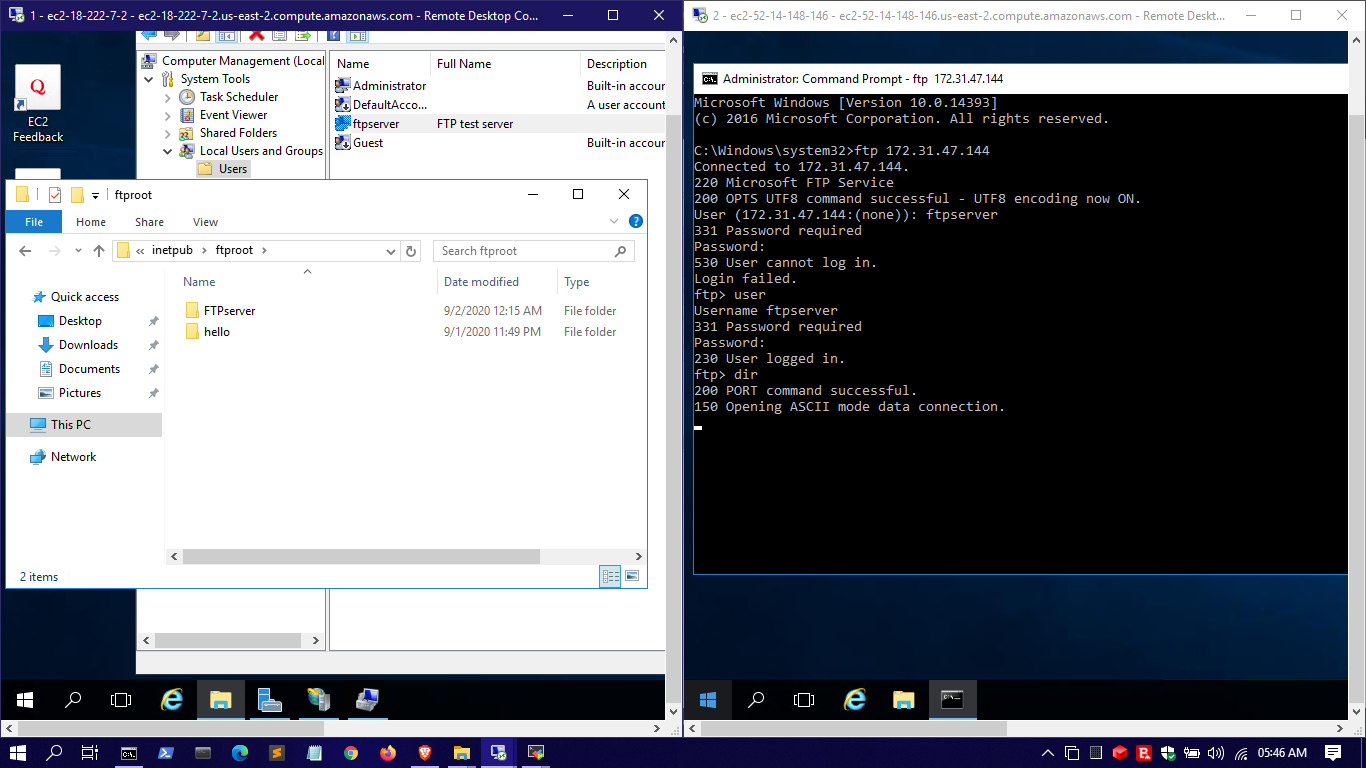 1 - ec2-18-222-7-2 - ec2-18-222-7-2.us-east-2.compute.amazonaws.com - Remote Desktop Co...
EC2
Feedback
Computer Management (Local
System Tools
Task Scheduler
Event Viewer
Shared Folders
Local Users and Groups
Users
Name Full Name Description
Administrator Built-in accour
DefaultAcco... A user account
ftpserver FTP test server
Guest Built-in accour
ftproot
File Home Share View
« inetpub › ftproot ›
Search ftproot
Quick access
Desktop
Downloads
Documents
Pictures
This PC
Network
Name Date modified Type
FTPserver 9/2/2020 12:15 AM File folder
hello 9/1/2020 11:49 PM File folder
2 items
2 - ec2-52-14-148-146 - ec2-52-14-148-146.us-east-2.compute.amazonaws.com - Remote Deskt...
Administrator: Command Prompt - ftp 172.31.47.144
Microsoft Windows [Version 10.0.14393]
(c) 2016 Microsoft Corporation. All rights reserved.
C:\Windows\system32>ftp 172.31.47.144
Connected to 172.31.47.144.
220 Microsoft FTP Service
200 OPTS UTF8 command successful - UTF8 encoding now ON.
User (172.31.47.144:(none)): ftpserver
331 Password required
Password:
530 User cannot log in.
Login failed.
ftp> user
Username ftpserver
331 Password required
Password:
230 User logged in.
ftp> dir
200 PORT command successful.
150 Opening ASCII mode data connection.
05:46 AM